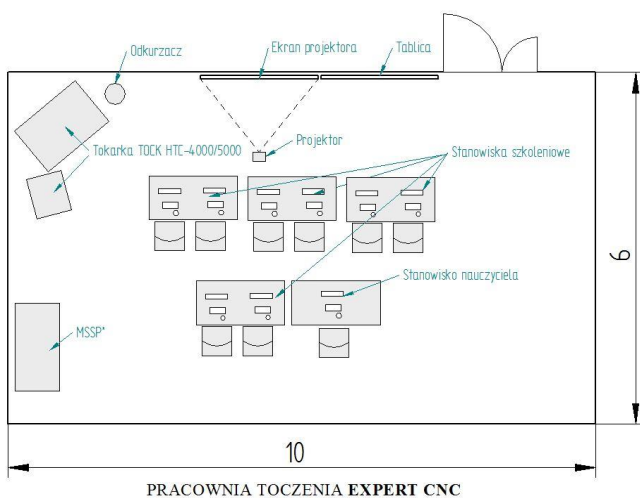 Odkurzacz
Ekran projektora
Tablica
Tokarka TOCK HTC-4000/5000
Projektor
Stanowiska szkoleniowe
6
Stanowisko nauczyciela
MSSP*
10
PRACOWNIA TOCZENIA EXPERT CNC